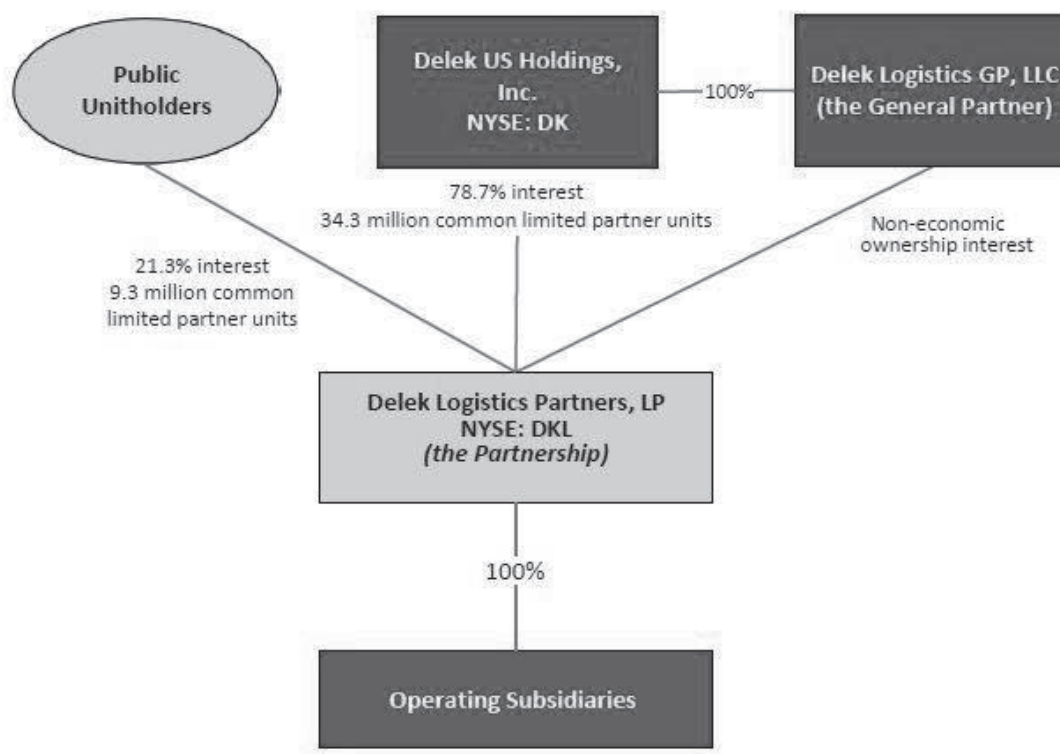 Public
Unitholders
Delek US Holdings,
Inc.
NYSE: DK
100%
Delek Logistics GP, LLC
(the General Partner)
21.3% interest
9.3 million common
limited partner units
78.7% interest
34.3 million common limited partner units
Non-economic
ownership interest
Delek Logistics Partners, LP
NYSE: DKL
(the Partnership)
100%
Operating Subsidiaries